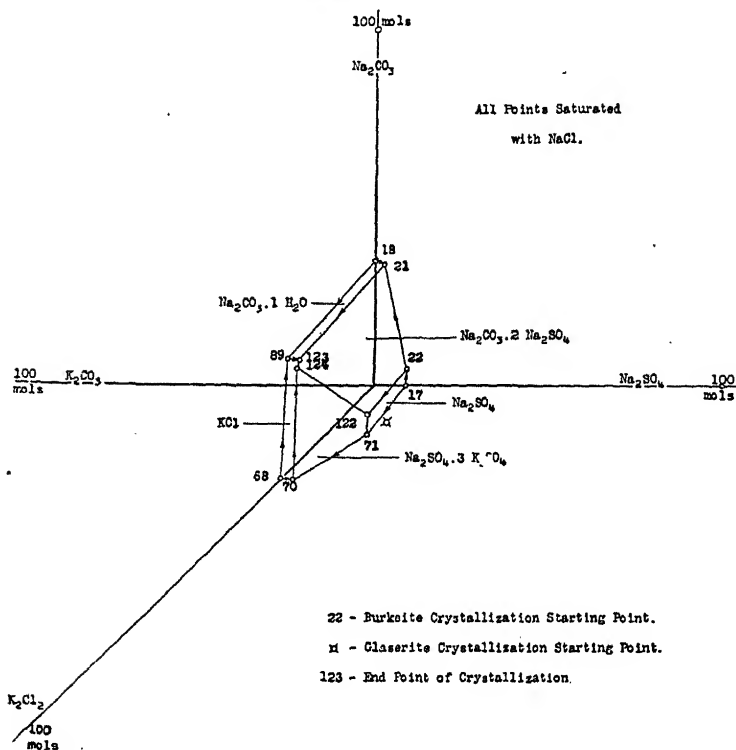 100 mols
Na₂CO₃
All Points Saturated
with NaCl.
18
21
Na₂CO₃.1 H₂O
Na₂CO₃.2 Na₂SO₄
89
123
124
22
100
mols
K₂CO₃
Na₂SO₄
100
mols
17
KCl
122
Na₂SO₄
71
Na₂SO₄.3
68
70
22 - Burkeite Crystallization Starting Point.
¤ - Glaserite Crystallization Starting Point.
123 - End Point of Crystallization.
K₂Cl₂
100
mols